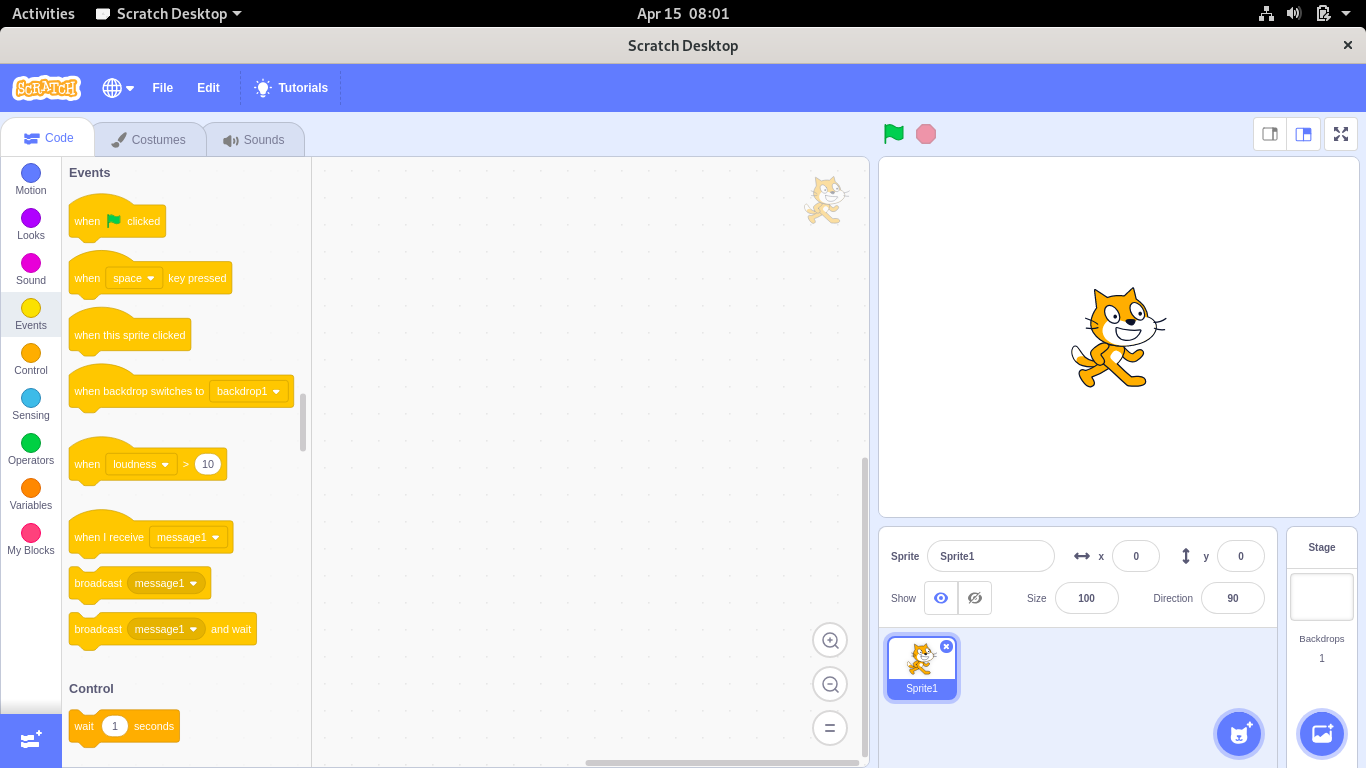 Activities Scratch Desktop Apr 15 08:01
Scratch Desktop
SCRATCH File Edit Tutorials
Code Costumes Sounds
Motion
Looks
Sound
Events
Control
Sensing
Operators
Variables
My Blocks
Events
when clicked
when space key pressed
when this sprite clicked
when backdrop switches to backdrop1
when loudness > 10
when I receive message1
broadcast message1
broadcast message1 and wait
Control
wait 1 seconds
Sprite Sprite1 x 0 y 0
Show Size 100 Direction 90
Sprite1
Stage
Backdrops
1